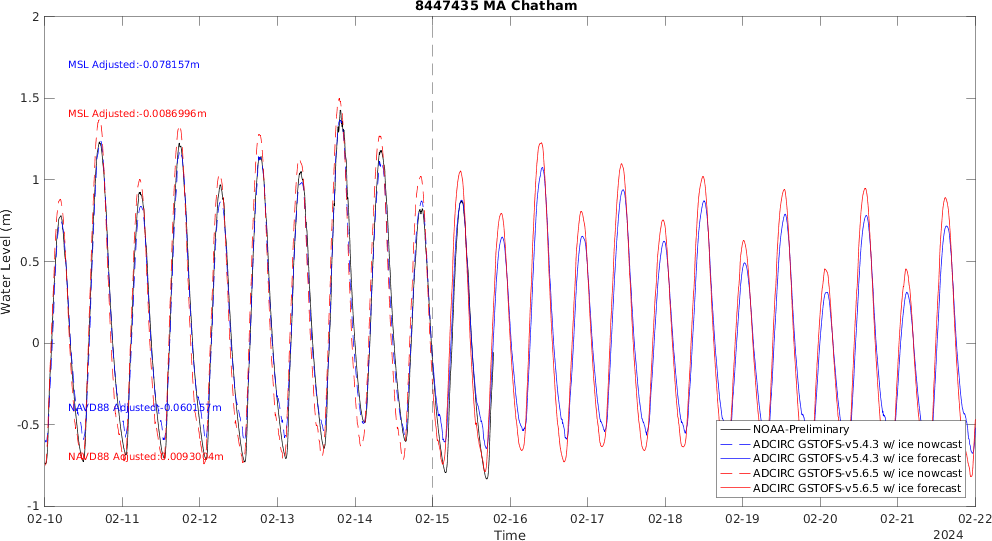 8447435 MA Chatham
2
1.5
1
0.5
0
-0.5
-1
Water Level (m)
MSL Adjusted:-0.078157m
MSL Adjusted:-0.0086996m
NAVD88 Adjusted:-0.060157m
NAVD88 Adjusted:
NOAA-Preliminary
ADCIRC GSTOFS-v5.4.3 w/ ice nowcast
ADCIRC GSTOFS-v5.4.3 w/ ice forecast
ADCIRC GSTOFS-v5.6.5 w/ ice nowcast
ADCIRC GSTOFS-v5.6.5 w/ ice forecast
02-10 02-11 02-12 02-13 02-14 02-15 02-16 02-17 02-18 02-19 02-20 02-21 02-22
Time
2024